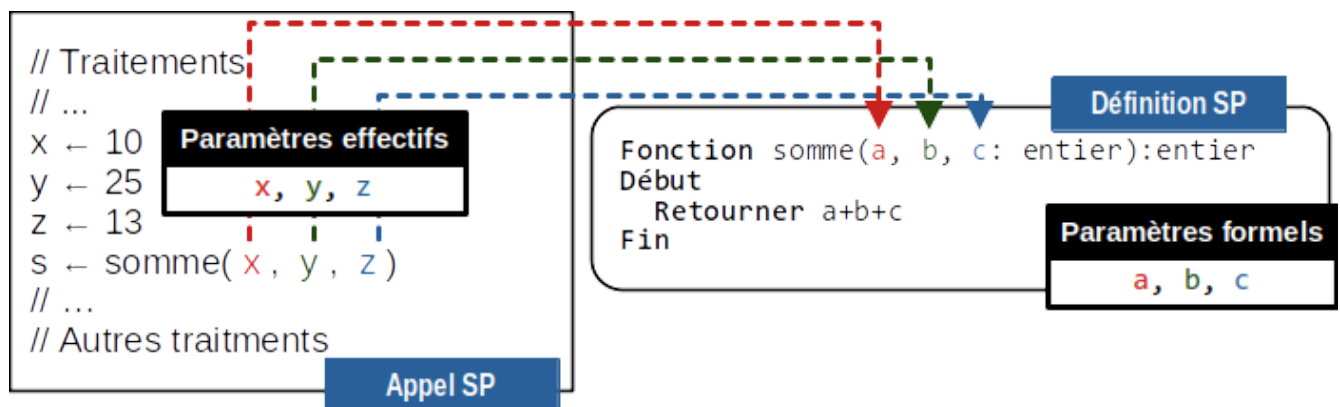 // Traitements
// ...
x ← 10
y ← 25
z ← 13
s ← somme( x , y , z )
// ...
// Autres traitments
Appel SP
Paramètres effectifs
x, y, z
Définition SP
Fonction somme(a, b, c: entier):entier
Début
Retourner a+b+c
Fin
Paramètres formels
a, b, c